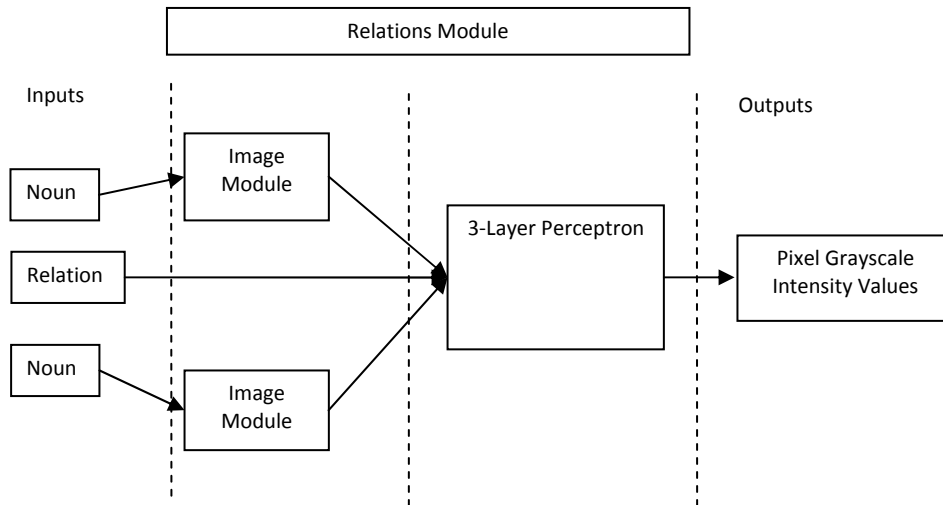 Relations Module
Inputs
Outputs
Image
Module
Noun
3-Layer Perceptron
Relation
Pixel Grayscale
Intensity Values
Noun
Image
Module